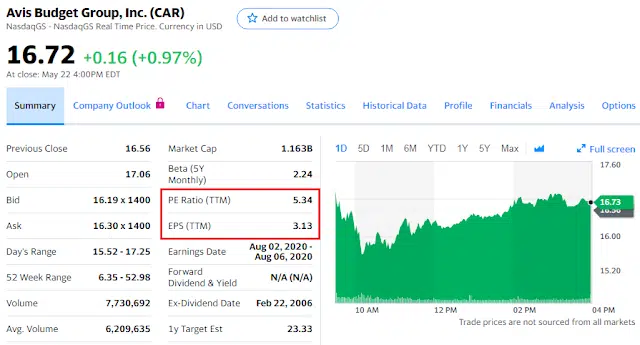 Avis Budget Group, Inc. (CAR)
NasdaqGS - NasdaqGS Real Time Price. Currency in USD
Add to watchlist
16.72 +0.16 (+0.97%)
At close: May 22 4:00PM EDT
Summary Company Outlook Chart Conversations Statistics Historical Data Profile Financials Analysis Options
Previous Close 16.56
Open 17.06
Bid 16.19 x 1400
Ask 16.30 x 1400
Day's Range 15.52 - 17.25
52 Week Range 6.35 - 52.98
Volume 7,730,692
Avg. Volume 6,209,635
Market Cap 1.163B
Beta (5Y
Monthly) 2.24
PE Ratio (TTM) 5.34
EPS (TTM) 3.13
Earnings Date Aug 02, 2020 -
Aug 06, 2020
Forward
Dividend & Yield N/A (N/A)
Ex-Dividend Date Feb 22, 2006
1y Target Est 23.33
1D 5D 1M 6M YTD 1Y 5Y Max Full screen
17.60
16.73
16.00
15.20
10 AM 12 PM 02 PM 04 PM
Trade prices are not sourced from all markets